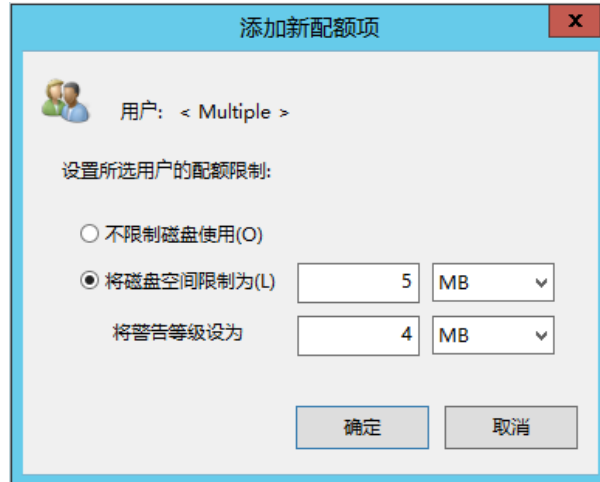 添加新配额项
x
用户: < Multiple >
设置所选用户的配额限制:
不限制磁盘使用(O)
将磁盘空间限制为(L) 5 MB
将警告等级设为 4 MB
确定 取消